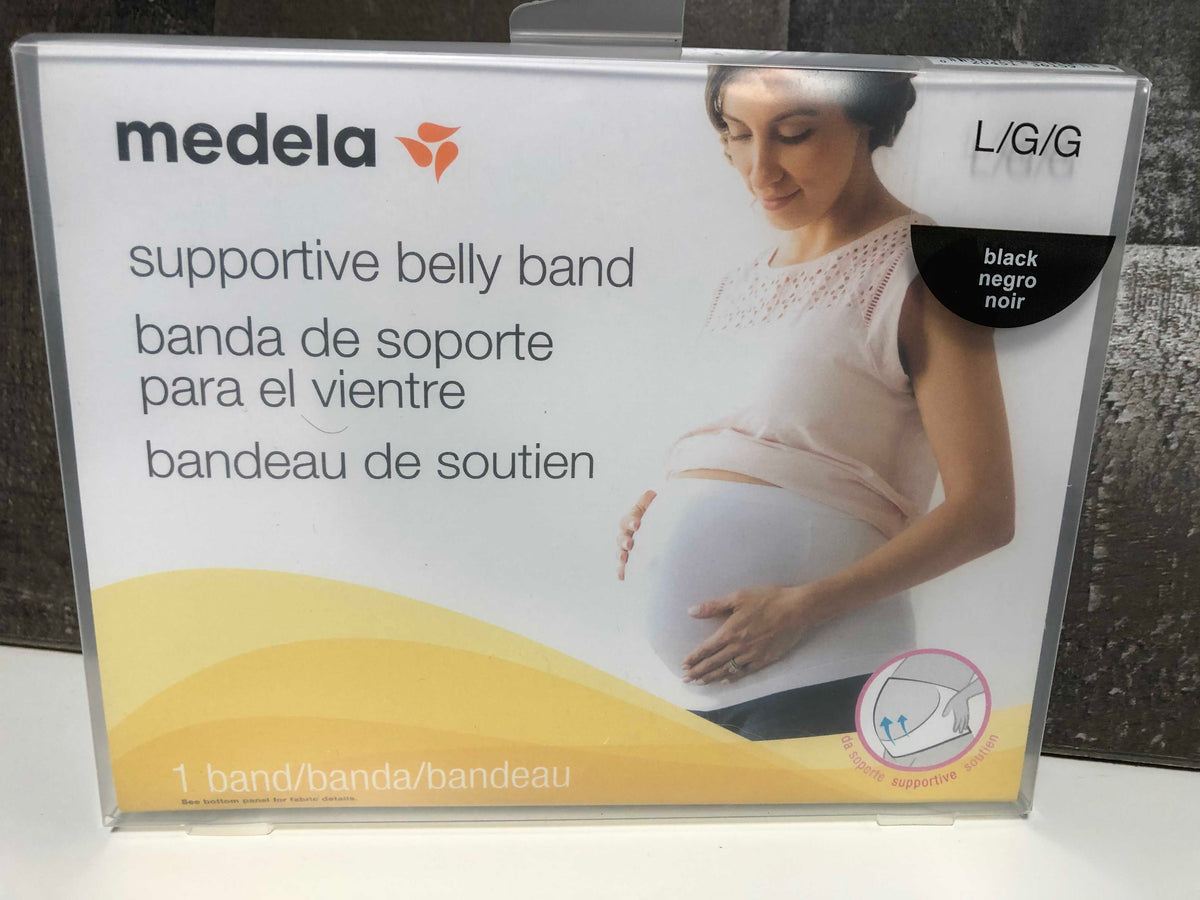 medela
L/G/G
black
negro
noir
supportive belly band
banda de soporte
para el vientre
bandeau de soutien
da soporte supportive soutien
1 band/banda/bandeau
See bottom panel for fabric details.